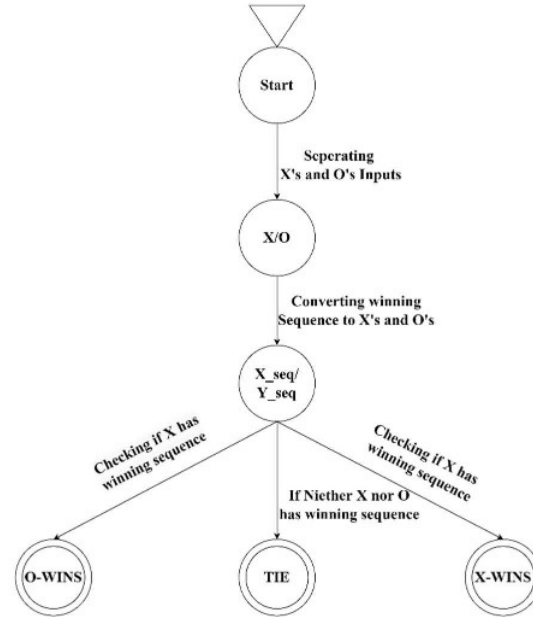 Start
Seperating
X's and O's Inputs
X/O
Converting winning
Sequence to X's and O's
X_seq/
Y_seq
Checking if X has
winning sequence
If Niether X nor O
has winning sequence
Checking if X has
winning sequence
O-WINS
TIE
X-WINS